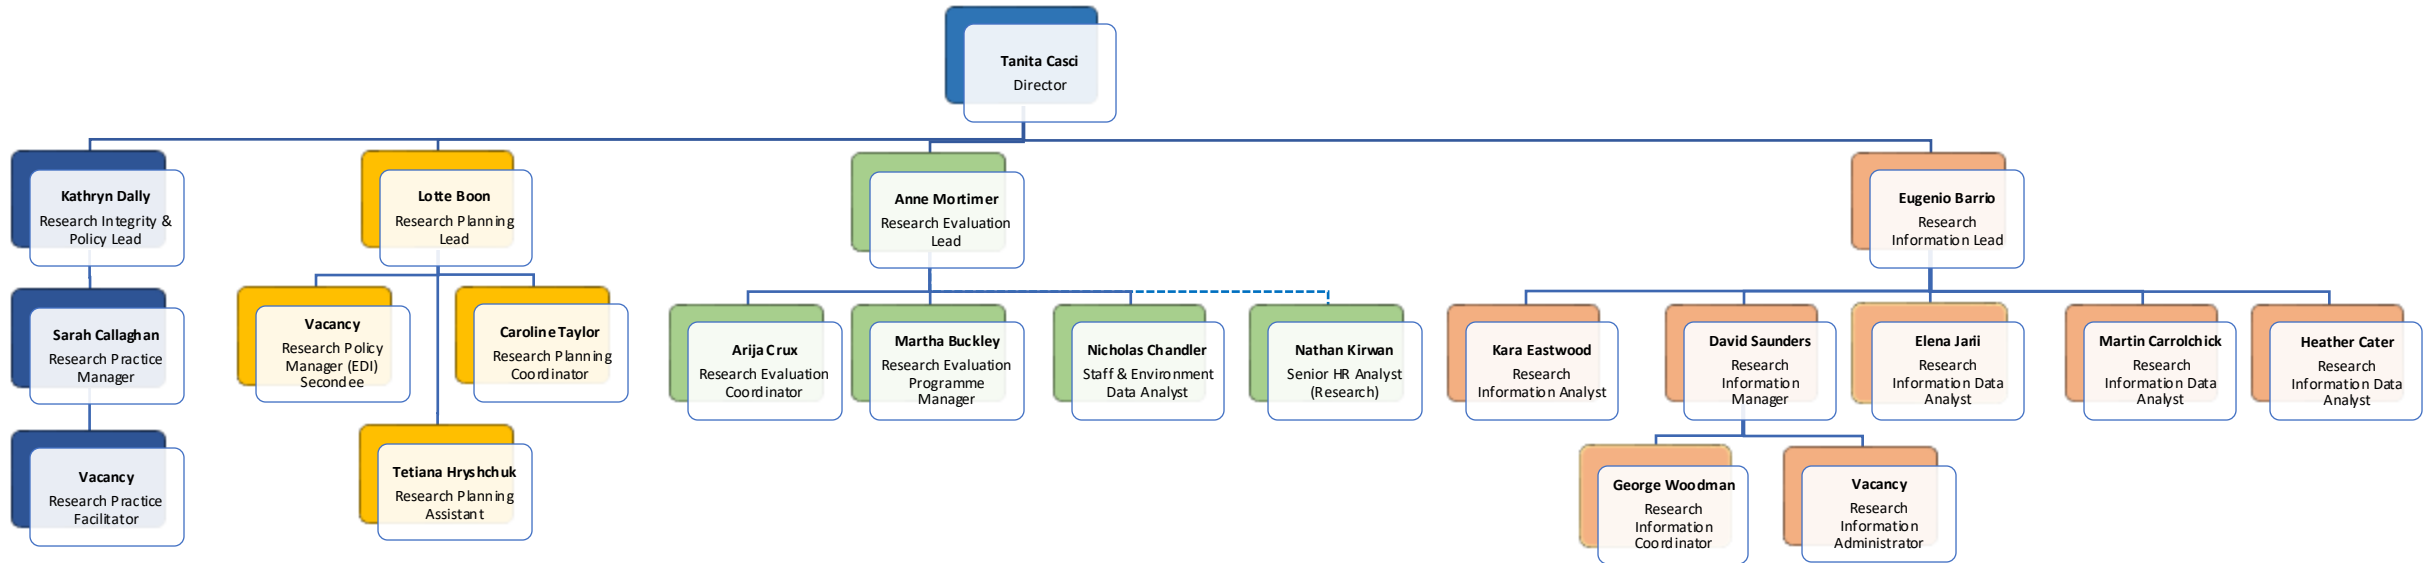 Tanita Casci
Director
Kathryn Dally
Research Integrity &
Policy Lead
Lotte Boon
Research Planning
Lead
Anne Mortimer
Research Evaluation
Lead
Eugenio Barrio
Research
Information Lead
Sarah Callaghan
Research Practice
Manager
Vacancy
Research Policy
Manager (EDI)
Secondee
Caroline Taylor
Research Planning
Coordinator
Arija Crux
Research Evaluation
Coordinator
Martha Buckley
Research Evaluation
Programme
Manager
Nicholas Chandler
Staff & Environment
Data Analyst
Nathan Kirwan
Senior HR Analyst
(Research)
Kara Eastwood
Research
Information Analyst
David Saunders
Research
Information
Manager
Elena Jarii
Research
Information Data
Analyst
Martin Carrolchick
Research
Information Data
Analyst
Heather Cater
Research
Information Data
Analyst
Vacancy
Research Practice
Facilitator
Tetiana Hryshchuk
Research Planning
Assistant
George Woodman
Research
Information
Coordinator
Vacancy
Research
Information
Administrator